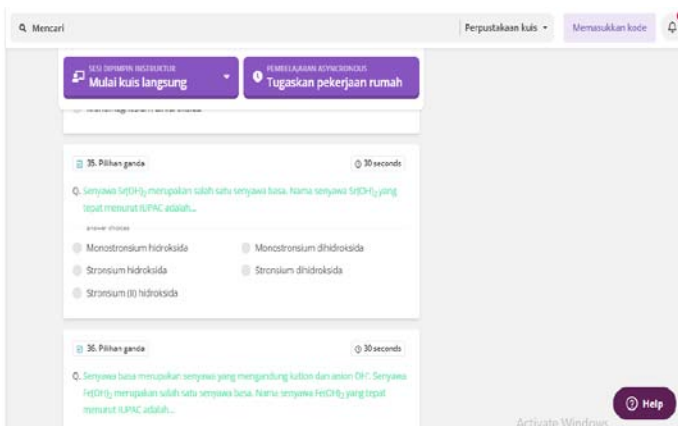 Mencari
Perpustakaan kuis
Memasukkan kode
SESI DIPIMPIN INSTRUKTUR
Mulai kuis langsung
PEMBELAJARAN ASYNCRONOUS
Tugaskan pekerjaan rumah
35. Pilihan ganda
30 seconds
Q. Senyawa Sr(OH)₂ merupakan salah satu senyawa basa. Nama senyawa Sr(OH)₂ yang
tepat menurut IUPAC adalah...
answer choices
Monostronsium hidroksida
Monostronsium dihidroksida
Stronsium hidroksida
Stronsium dihidroksida
Stronsium (II) hidroksida
36. Pilihan ganda
30 seconds
Q. Senyawa basa merupakan senyawa yang mengandung kation dan anion OH⁻. Senyawa
Fe(OH)₂ merupakan salah satu senyawa basa. Nama senyawa Fe(OH)₂ yang tepat
menurut IUPAC adalah...
Help
Activate Windows